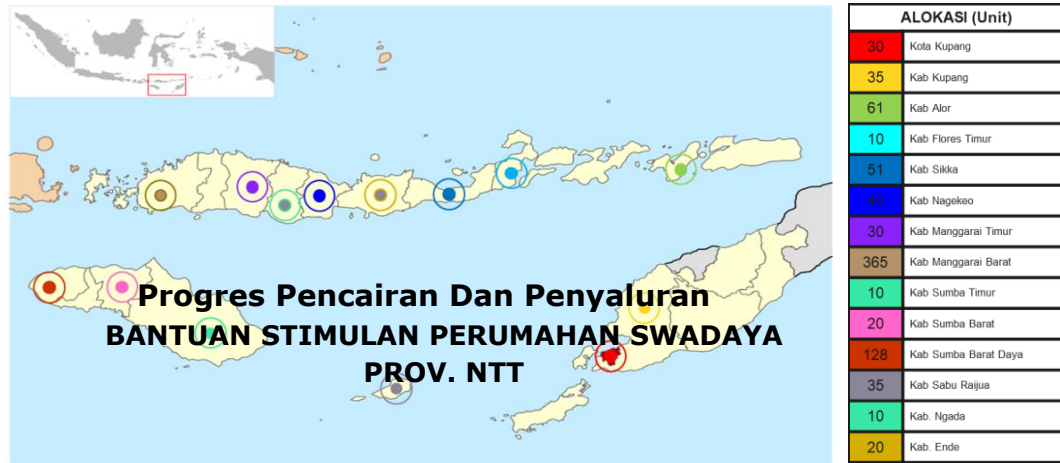 Progres Pencairan Dan Penyaluran
BANTUAN STIMULAN PERUMAHAN SWADAYA
PROV. NTT
ALOKASI (Unit)
30 Kota Kupang
35 Kab Kupang
61 Kab Alor
10 Kab Flores Timur
51 Kab Sikka
40 Kab Nagekeo
30 Kab Manggarai Timur
365 Kab Manggarai Barat
10 Kab Sumba Timur
20 Kab Sumba Barat
128 Kab Sumba Barat Daya
35 Kab Sabu Raijua
10 Kab. Ngada
20 Kab. Ende